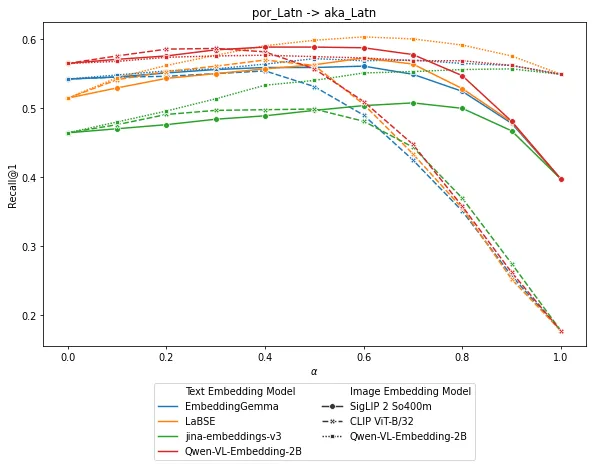 por_Latn -> aka_Latn
0.6
0.5
0.4
0.3
0.2
Recall@1
0.0 0.2 0.4 0.6 0.8 1.0
α
Text Embedding Model Image Embedding Model
EmbeddingGemma SigLIP 2 So400m
LaBSE CLIP ViT-B/32
jina-embeddings-v3 Qwen-VL-Embedding-2B
Qwen-VL-Embedding-2B